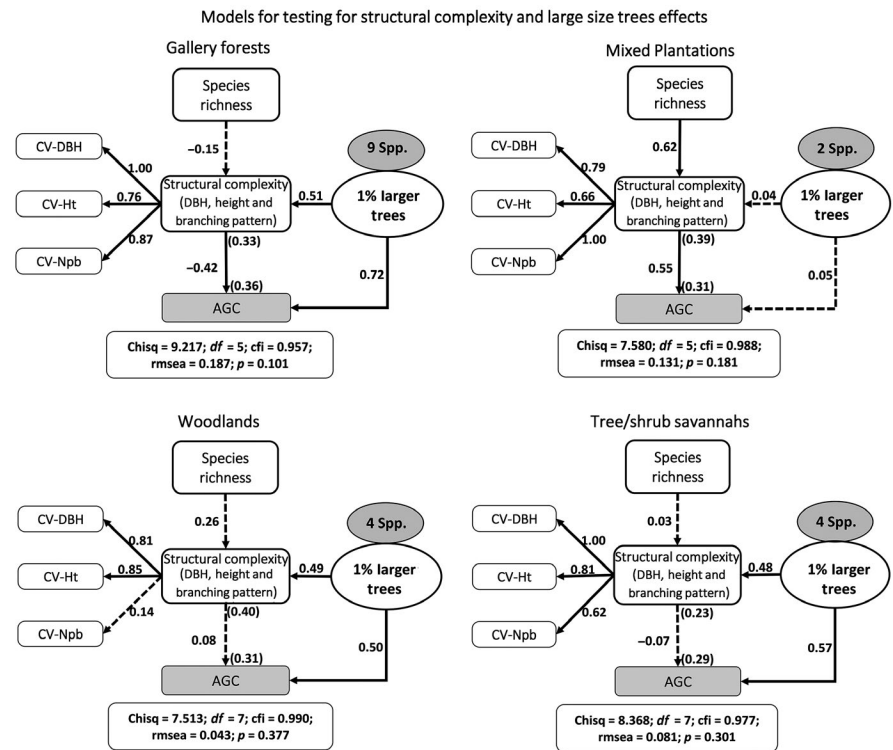 Models for testing for structural complexity and large size trees effects
Gallery forests
Species
richness
−0.15
9 Spp.
CV-DBH
1.00
CV-Ht
0.76
CV-Npb
0.87
Structural complexity
(DBH, height and
branching pattern)
(0.33)
0.51
1% larger
trees
−0.42
0.72
(0.36)
AGC
Chisq = 9.217; df = 5; cfi = 0.957;
rmsea = 0.187; p = 0.101
Mixed Plantations
Species
richness
0.62
2 Spp.
CV-DBH
0.79
CV-Ht
0.66
CV-Npb
1.00
Structural complexity
(DBH, height and
branching pattern)
(0.39)
0.04
1% larger
trees
0.55
0.05
(0.31)
AGC
Chisq = 7.580; df = 5; cfi = 0.988;
rmsea = 0.131; p = 0.181
Woodlands
Species
richness
0.26
4 Spp.
CV-DBH
0.81
CV-Ht
0.85
CV-Npb
0.14
Structural complexity
(DBH, height and
branching pattern)
(0.40)
0.49
1% larger
trees
0.08
0.50
(0.31)
AGC
Chisq = 7.513; df = 7; cfi = 0.990;
rmsea = 0.043; p = 0.377
Tree/shrub savannahs
Species
richness
0.03
4 Spp.
CV-DBH
1.00
CV-Ht
0.81
CV-Npb
0.62
Structural complexity
(DBH, height and
branching pattern)
(0.23)
0.48
1% larger
trees
−0.07
0.57
(0.29)
AGC
Chisq = 8.368; df = 7; cfi = 0.977;
rmsea = 0.081; p = 0.301